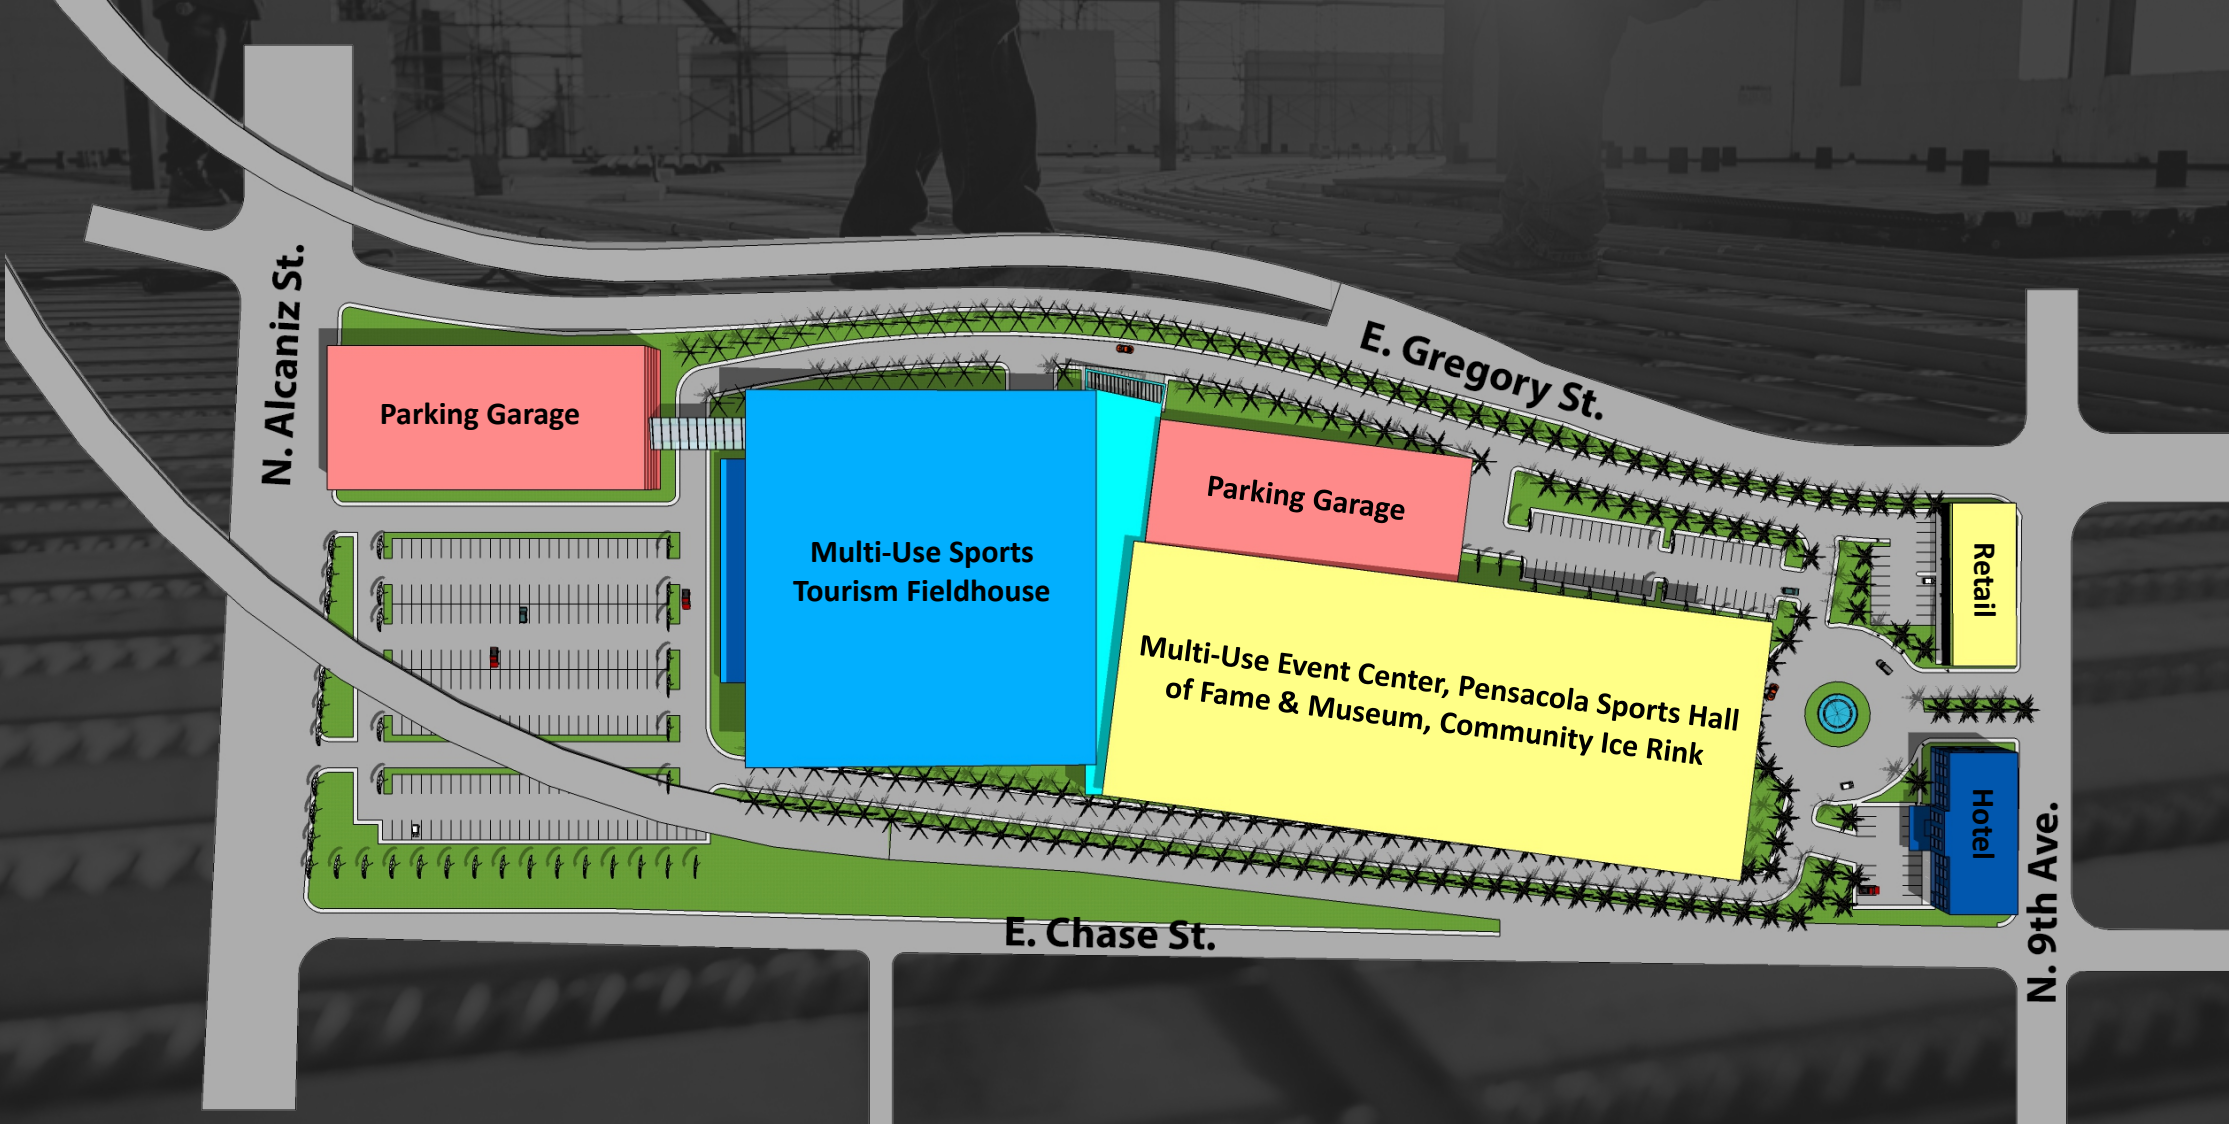 N. Alcaniz St.
Parking Garage
E. Gregory St.
Parking Garage
Multi-Use Sports
Tourism Fieldhouse
Retail
Multi-Use Event Center, Pensacola Sports Hall
of Fame & Museum, Community Ice Rink
Hotel
N. 9th Ave.
E. Chase St.